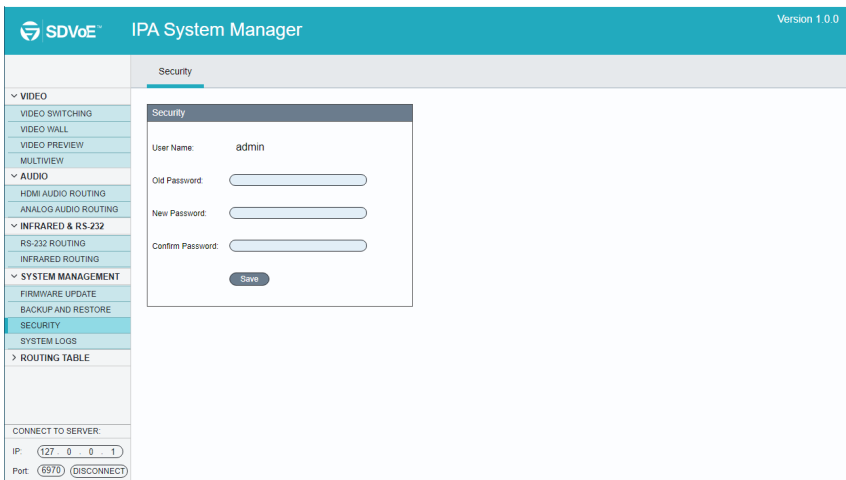 SDVoE™ IPA System Manager
Version 1.0.0
Security
VIDEO
VIDEO SWITCHING
VIDEO WALL
VIDEO PREVIEW
MULTIVIEW
AUDIO
HDMI AUDIO ROUTING
ANALOG AUDIO ROUTING
INFRARED & RS-232
RS-232 ROUTING
INFRARED ROUTING
SYSTEM MANAGEMENT
FIRMWARE UPDATE
BACKUP AND RESTORE
SECURITY
SYSTEM LOGS
ROUTING TABLE
CONNECT TO SERVER:
IP: 127 . 0 . 0 . 1
Port: 6970 DISCONNECT
Security
User Name: admin
Old Password:
New Password:
Confirm Password:
Save